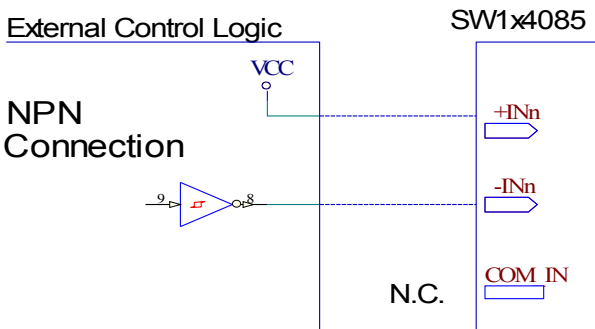 External Control Logic
SW1x4085
VCC
NPN
Connection
+INn
9
8
-INn
N.C.
COM_IN